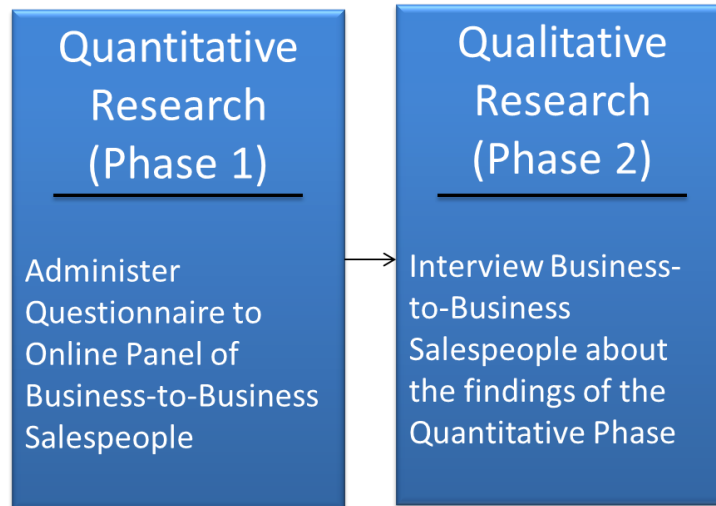 Quantitative
Research
(Phase 1)
Administer
Questionnaire to
Online Panel of
Business-to-Business
Salespeople
Qualitative
Research
(Phase 2)
Interview Business-
to-Business
Salespeople about
the findings of the
Quantitative Phase